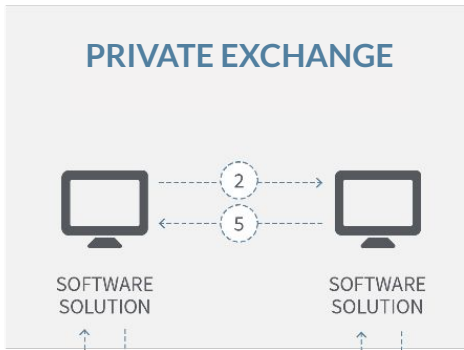 PRIVATE EXCHANGE
2
5
SOFTWARE
SOLUTION
SOFTWARE
SOLUTION